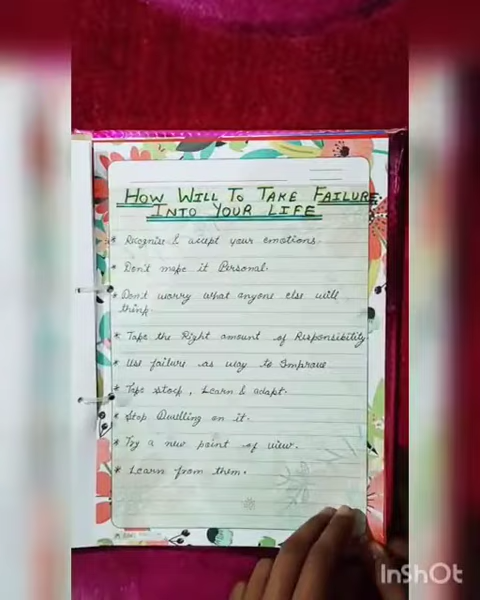 HOW WILL TO TAKE FAILURE
INTO YOUR LIFE
* Recognise & accept your emotions.
* Don't make it Personal.
* Don't worry what anyone else will
think.
* Take the Right amount of Responsibility
* Use failure as way to Improve
* Take stock, Learn & adapt.
* Stop Dwelling on it.
* Try a new point of view.
* Learn from them.
InShOt